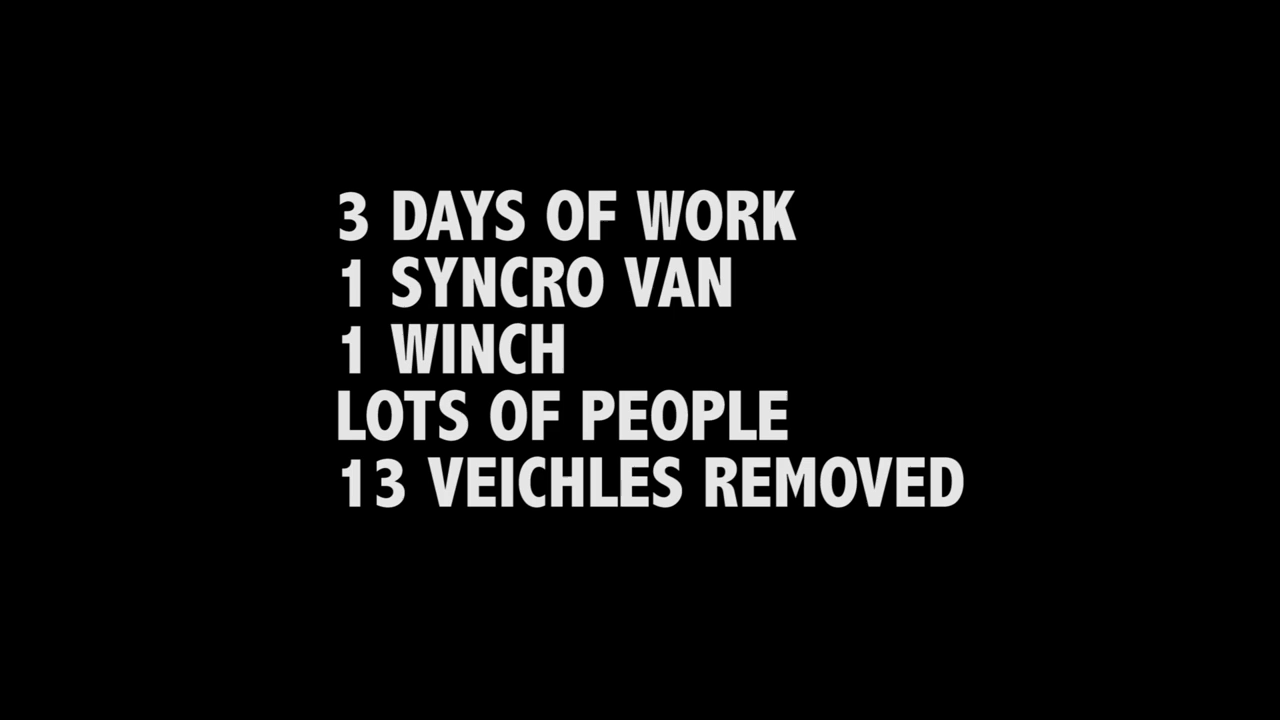 3 DAYS OF WORK
1 SYNCRO VAN
1 WINCH
LOTS OF PEOPLE
13 VEICHLES REMOVED